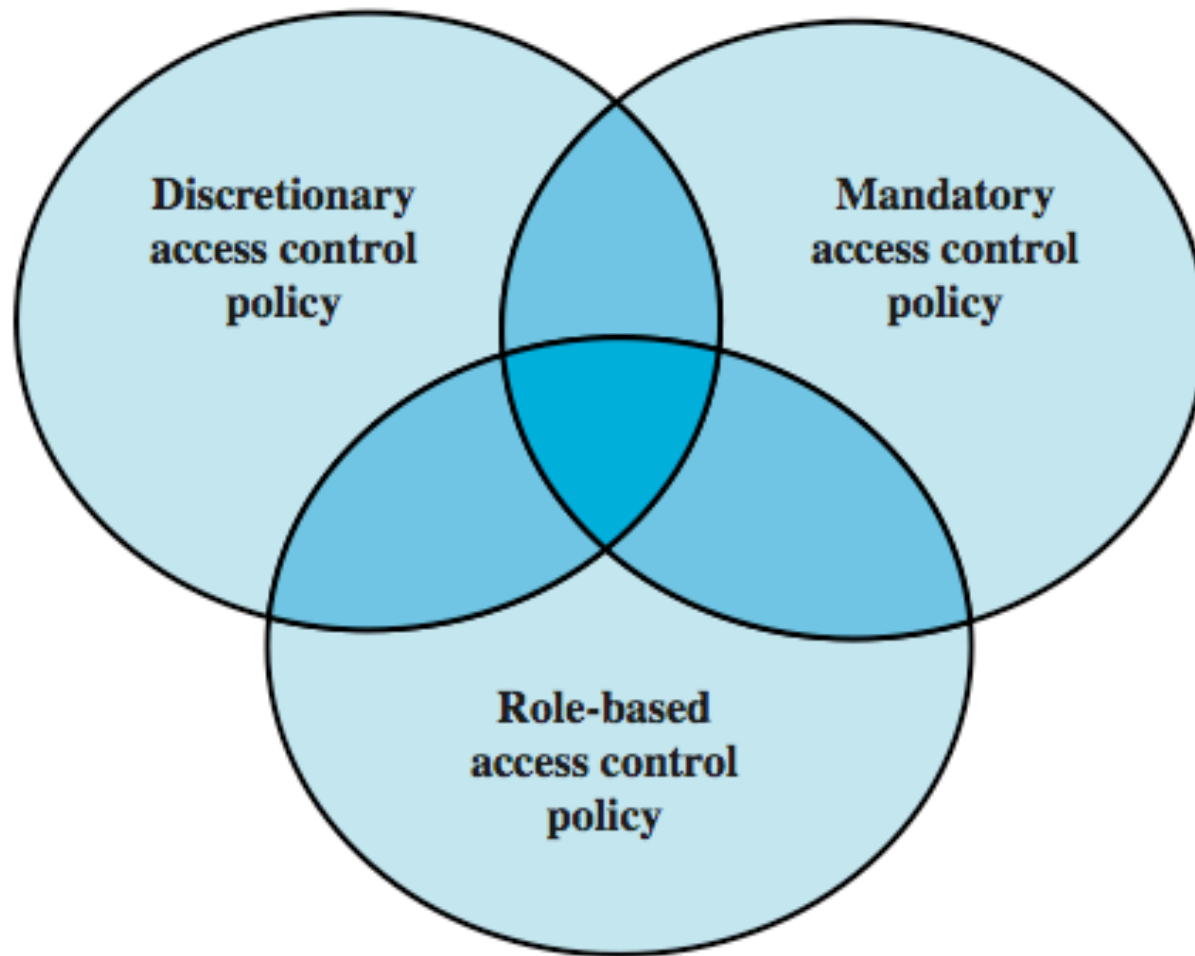 Discretionary
access control
policy
Mandatory
access control
policy
Role-based
access control
policy